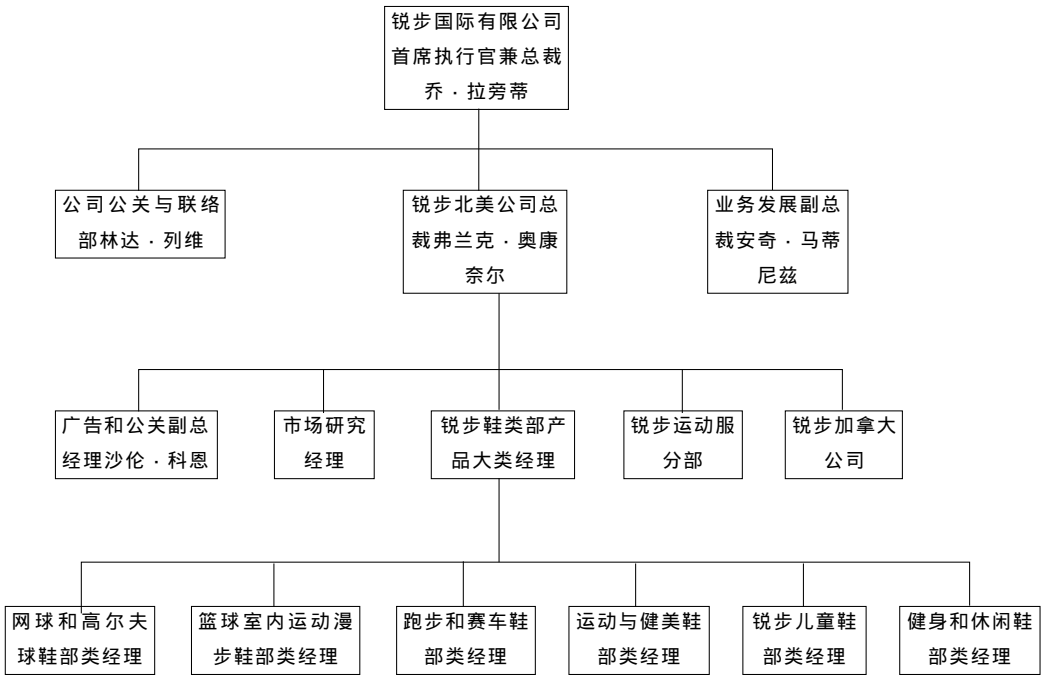 锐步国际有限公司
首席执行官兼总裁
乔·拉旁蒂
公司公关与联络
部林达·列维
锐步北美公司总
裁弗兰克·奥康
奈尔
业务发展副总
裁安奇·马蒂
尼兹
广告和公关副总
经理沙伦·科恩
市场研究
经理
锐步鞋类部产
品大类经理
锐步运动服
分部
锐步加拿大
公司
网球和高尔夫
球鞋部类经理
篮球室内运动漫
步鞋部类经理
跑步和赛车鞋
部类经理
运动与健美鞋
部类经理
锐步儿童鞋
部类经理
健身和休闲鞋
部类经理